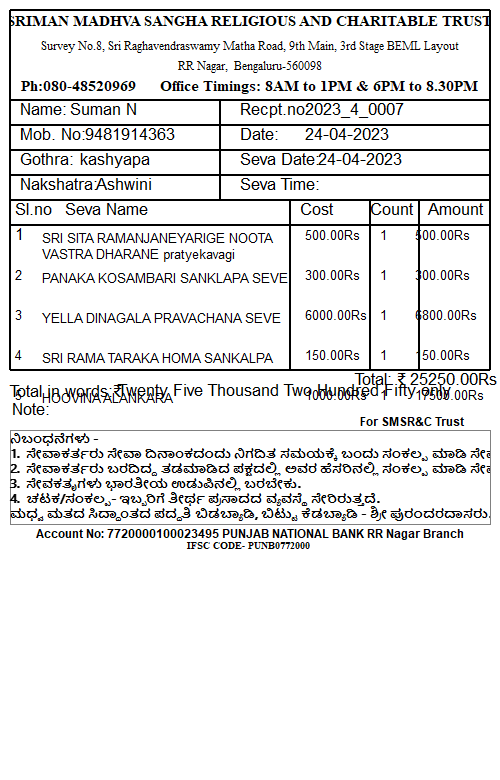 SRIMAN MADHVA SANGHA RELIGIOUS AND CHARITABLE TRUST
Survey No.8, Sri Raghavendraswamy Matha Road, 9th Main, 3rd Stage BEML Layout
RR Nagar, Bengaluru-560098
Ph:080-48520969 Office Timings: 8AM to 1PM & 6PM to 8.30PM
Name: Suman N Recpt.no2023_4_0007
Mob. No:9481914363 Date: 24-04-2023
Gothra: kashyapa Seva Date:24-04-2023
Nakshatra:Ashwini Seva Time:
Sl.no Seva Name Cost Count Amount
1 SRI SITA RAMANJANEYARIGE NOOTA 500.00Rs 1 500.00Rs
VASTRA DHARANE pratyekavagi
2 PANAKA KOSAMBARI SANKLAPA SEVE 300.00Rs 1 300.00Rs
3 YELLA DINAGALA PRAVACHANA SEVE 6000.00Rs 1 6800.00Rs
4 SRI RAMA TARAKA HOMA SANKALPA 150.00Rs 1 150.00Rs
Total: ₹ 25250.00Rs
Total in words:₹Twenty Five Thousand Two Hundred Fifty only
5 HOOVINA ALANKARA 1000.00Rs 1 17500.00Rs
Note:
For SMSR&C Trust
ನಿಬಂಧನೆಗಳು -
1. ಸೇವಾಕರ್ತರು ಸೇವಾ ದಿನಾಂಕದಂದು ನಿಗದಿತ ಸಮಯಕ್ಕೆ ಬಂದು ಸಂಕಲ್ಪ ಮಾಡಿ ಸೇವ
2. ಸೇವಾಕರ್ತರು ಬರದಿದ್ದ ತಡಮಾಡಿದ ಪಕ್ಷದಲ್ಲಿ ಅವರ ಹೆಸರಿನಲ್ಲಿ ಸಂಕಲ್ಪ ಮಾಡಿ ಸೇವ
3. ಸೇವಕತೃಗಳು ಭಾರತೀಯ ಉಡುಪಿನಲ್ಲಿ ಬರಬೇಕು.
4. ಚಟಕ/ಸಂಕಲ್ಪ- ಇಬ್ಬರಿಗೆ ತೀರ್ಥ ಪ್ರಸಾದದ ವ್ಯವಸ್ಥೆ ಸೇರಿರುತ್ತದೆ.
ಮಧ್ವ ಮತದ ಸಿದ್ಧಾಂತದ ಪದ್ಧತಿ ಬಿಡಬ್ಯಾಡಿ, ಬಿಟ್ಟು ಕೆಡಬ್ಯಾಡಿ - ಶ್ರೀ ಪುರಂದರದಾಸರು.
Account No: 7720000100023495 PUNJAB NATIONAL BANK RR Nagar Branch
IFSC CODE- PUNB0772000